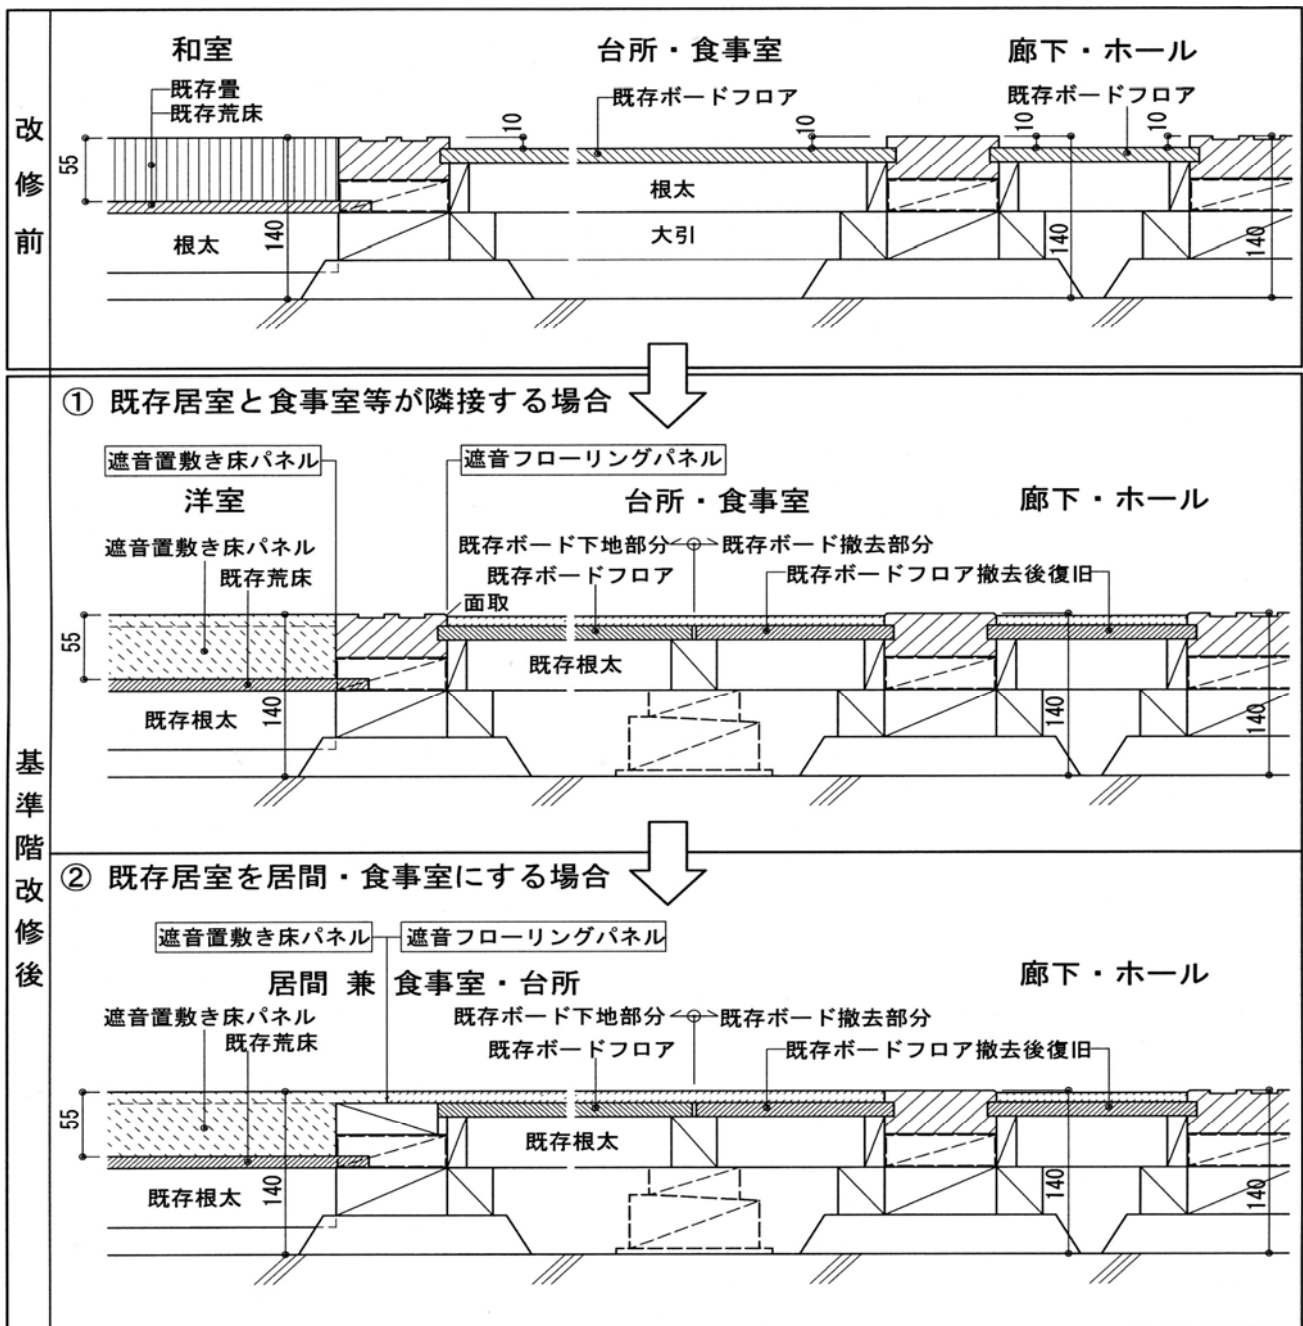 改修前
和室
台所・食事室
廊下・ホール
既存畳
既存荒床
既存ボードフロア
既存ボードフロア
10
10
10
10
55
根太
大引
根太
140
140
140
基準階改修後
① 既存居室と食事室等が隣接する場合
遮音置敷き床パネル
遮音フローリングパネル
洋室
台所・食事室
廊下・ホール
遮音置敷き床パネル
既存荒床
既存ボード下地部分
既存ボード撤去部分
既存ボードフロア
既存ボードフロア撤去後復旧
面取
55
既存根太
既存根太
140
140
140
② 既存居室を居間・食事室にする場合
遮音置敷き床パネル
遮音フローリングパネル
居間 兼 食事室・台所
廊下・ホール
遮音置敷き床パネル
既存荒床
既存ボード下地部分
既存ボード撤去部分
既存ボードフロア
既存ボードフロア撤去後復旧
55
既存根太
既存根太
140
140
140